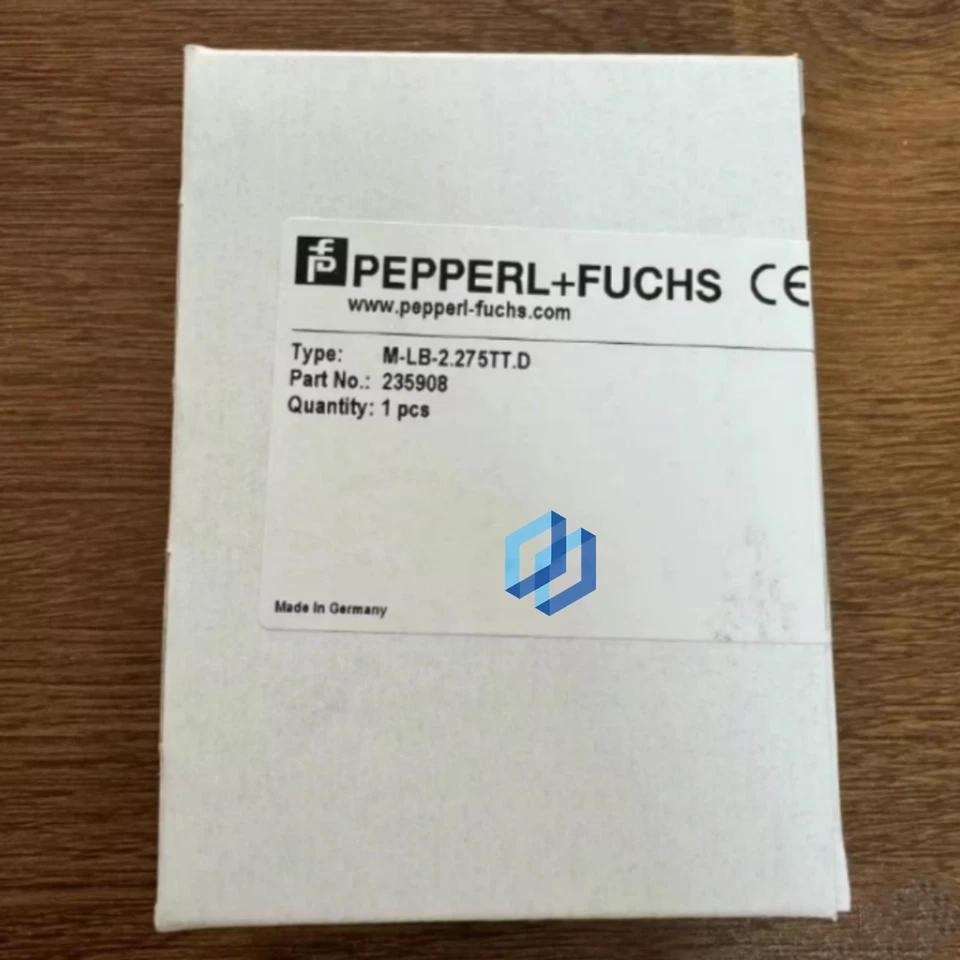 PEPPERL+FUCHS CE
www.pepperl-fuchs.com
Type: M-LB-2.275TT.D
Part No.: 235908
Quantity: 1 pcs
Made in Germany